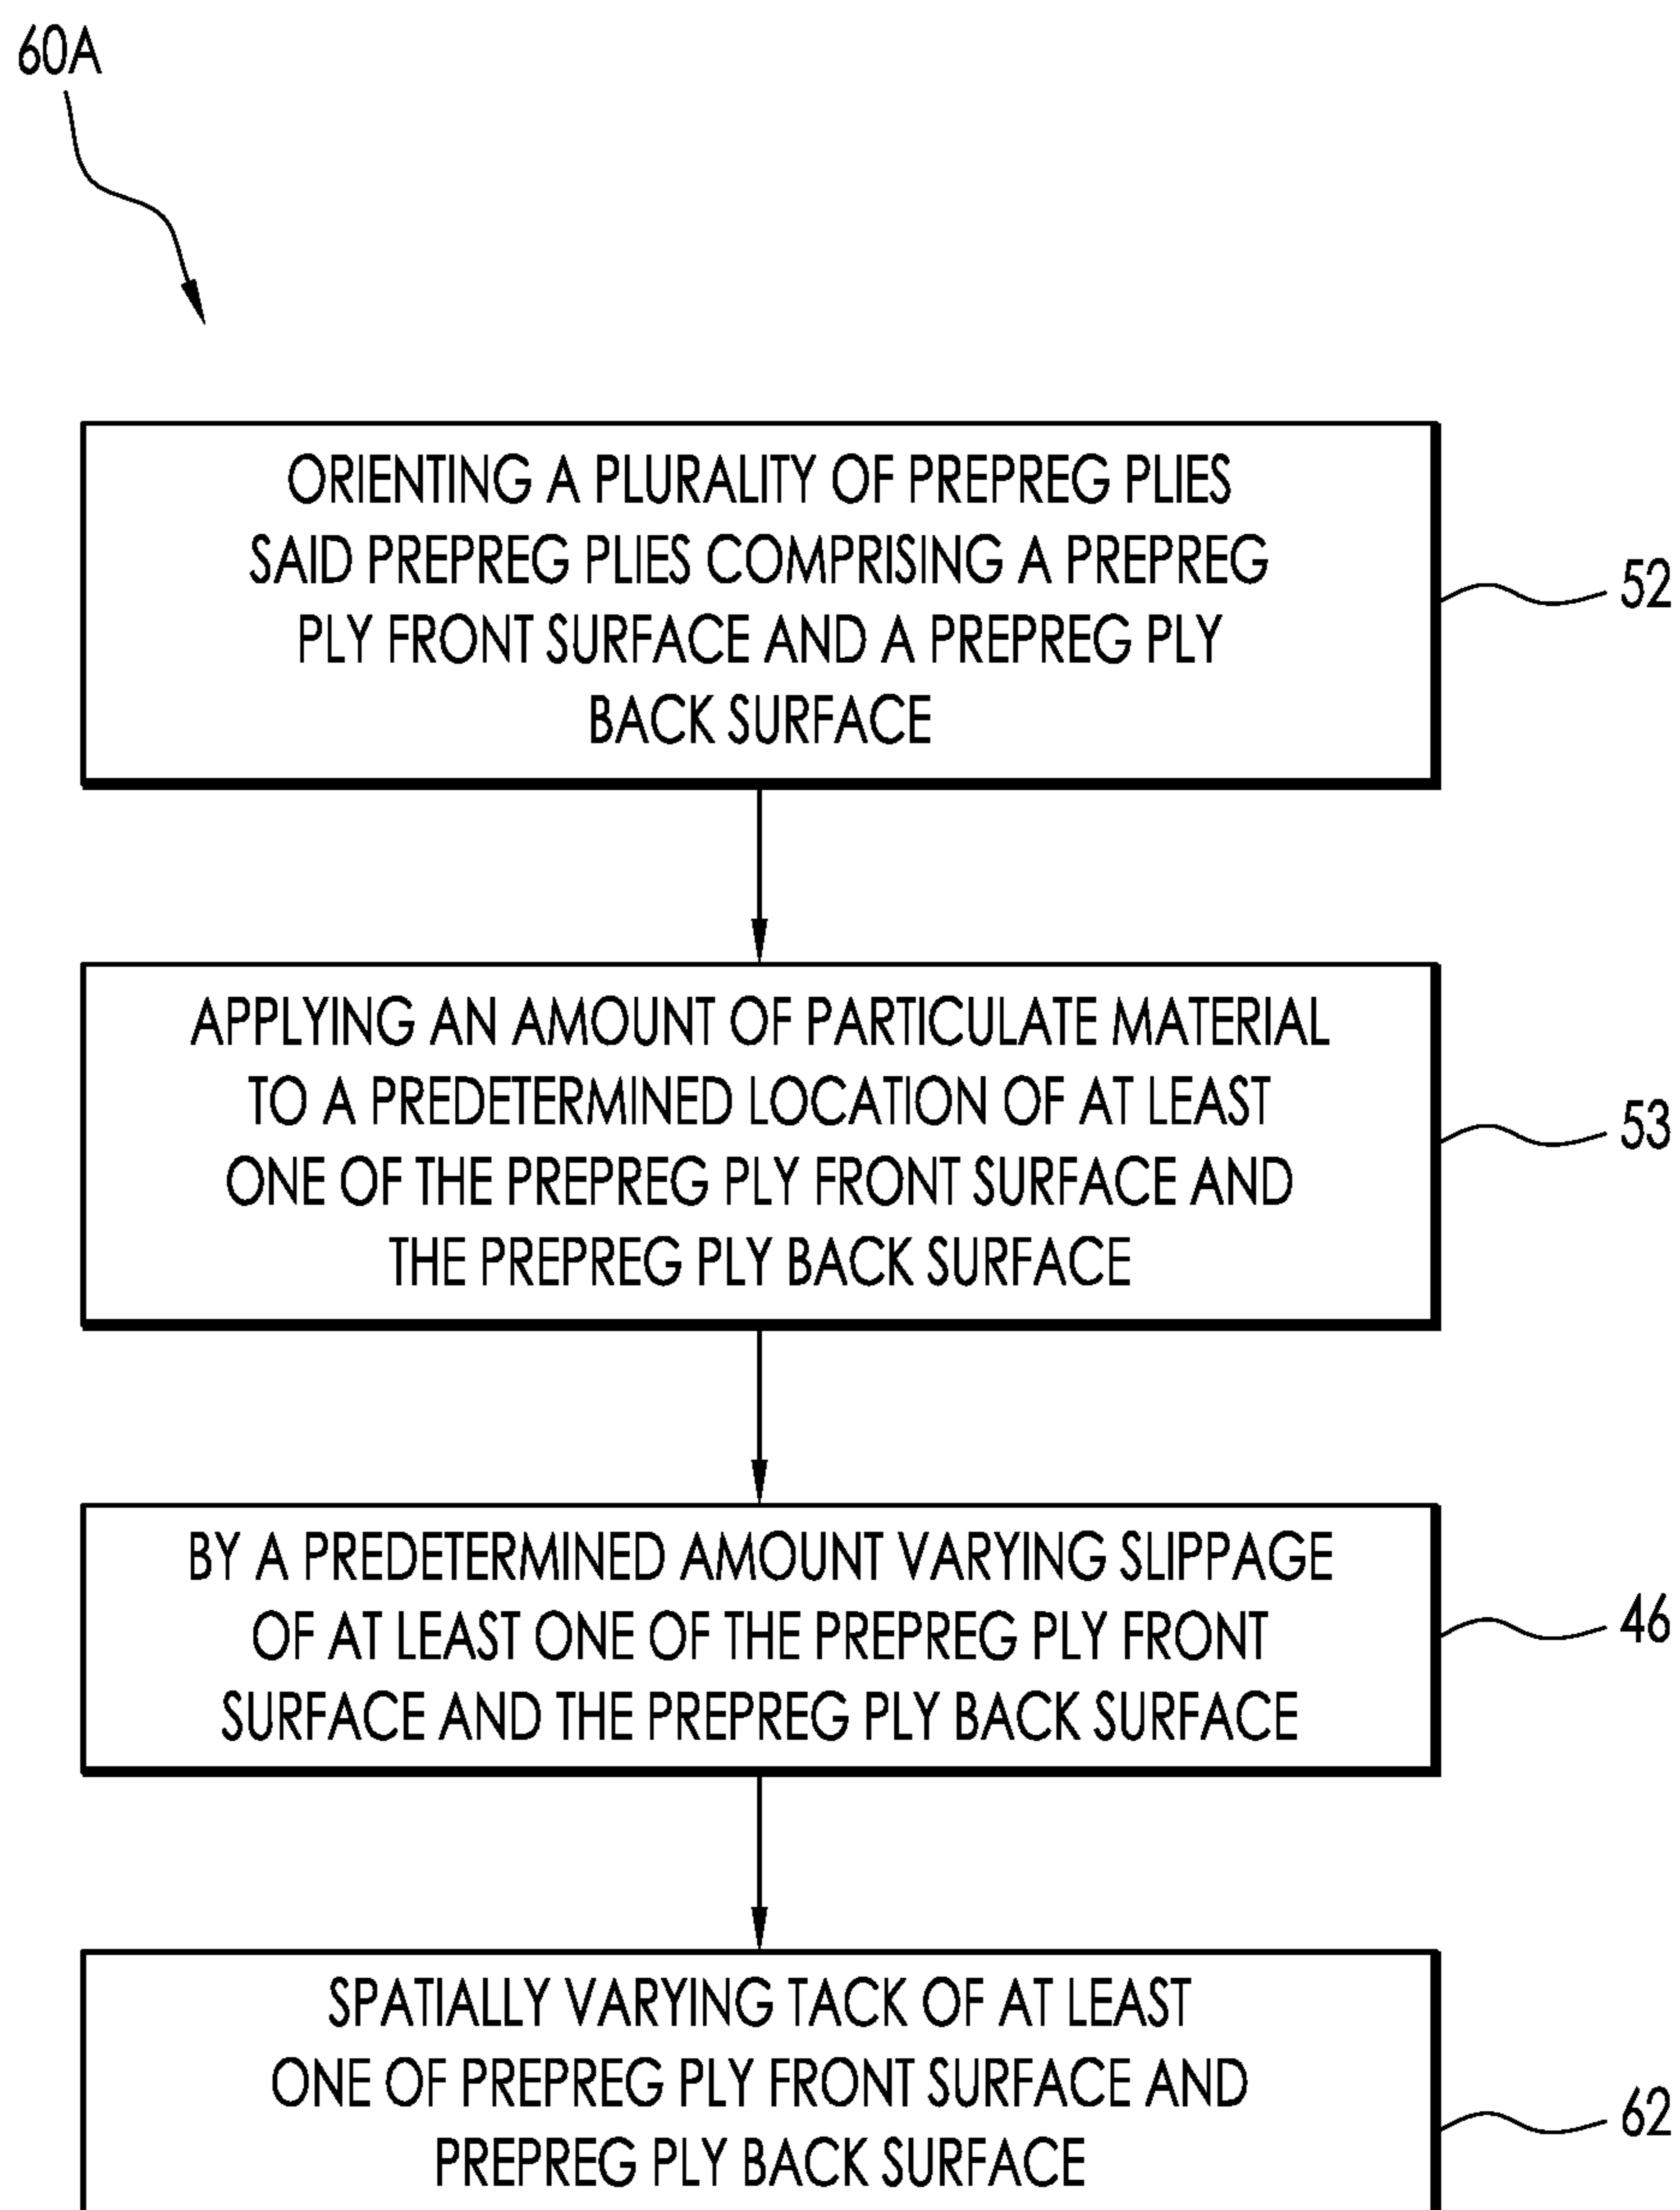 60A
ORIENTING A PLURALITY OF PREPREG PLIES
SAID PREPREG PLIES COMPRISING A PREPREG
PLY FRONT SURFACE AND A PREPREG PLY
BACK SURFACE
52
APPLYING AN AMOUNT OF PARTICULATE MATERIAL
TO A PREDETERMINED LOCATION OF AT LEAST
ONE OF THE PREPREG PLY FRONT SURFACE AND
THE PREPREG PLY BACK SURFACE
53
BY A PREDETERMINED AMOUNT VARYING SLIPPAGE
OF AT LEAST ONE OF THE PREPREG PLY FRONT
SURFACE AND THE PREPREG PLY BACK SURFACE
46
SPATIALLY VARYING TACK OF AT LEAST
ONE OF PREPREG PLY FRONT SURFACE AND
PREPREG PLY BACK SURFACE
62